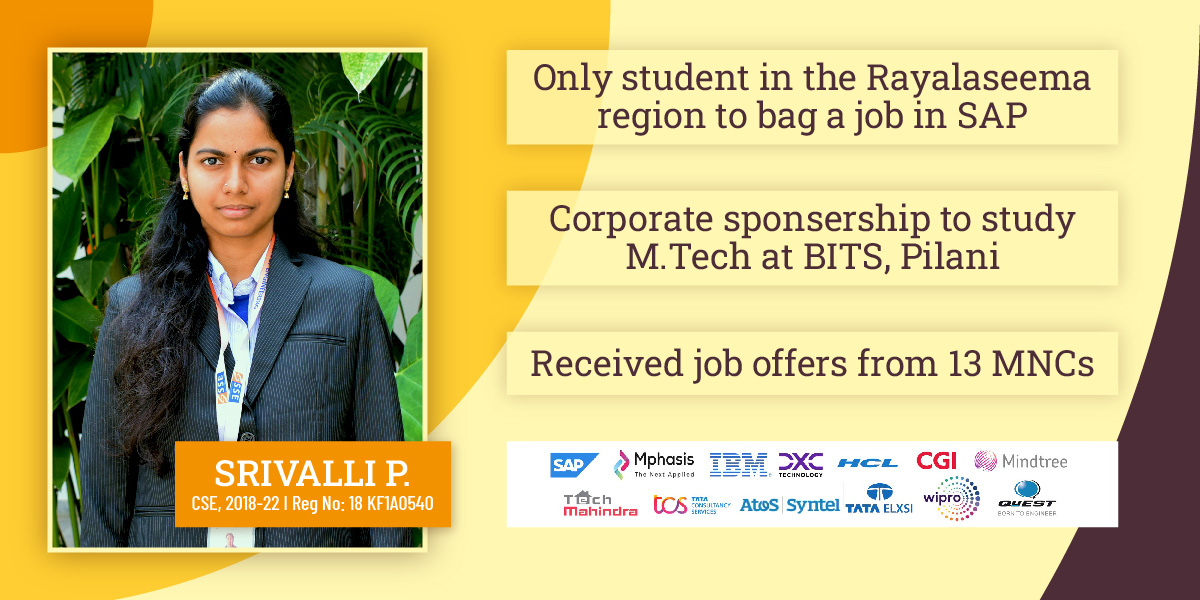 Only student in the Rayalaseema
region to bag a job in SAP
Corporate sponsership to study
M.Tech at BITS, Pilani
Received job offers from 13 MNCs
SSE
SSE
SRIVALLI P.
CSE, 2018-22 I Reg No: 18 KF1A0540
SAP Mphasis The Next Applied IBM DXC TECHNOLOGY HCL CGI Mindtree
Tech Mahindra tcs TATA CONSULTANCY SERVICES Atos Syntel TATA ELXSI wipro QuEST BORN TO ENGINEER